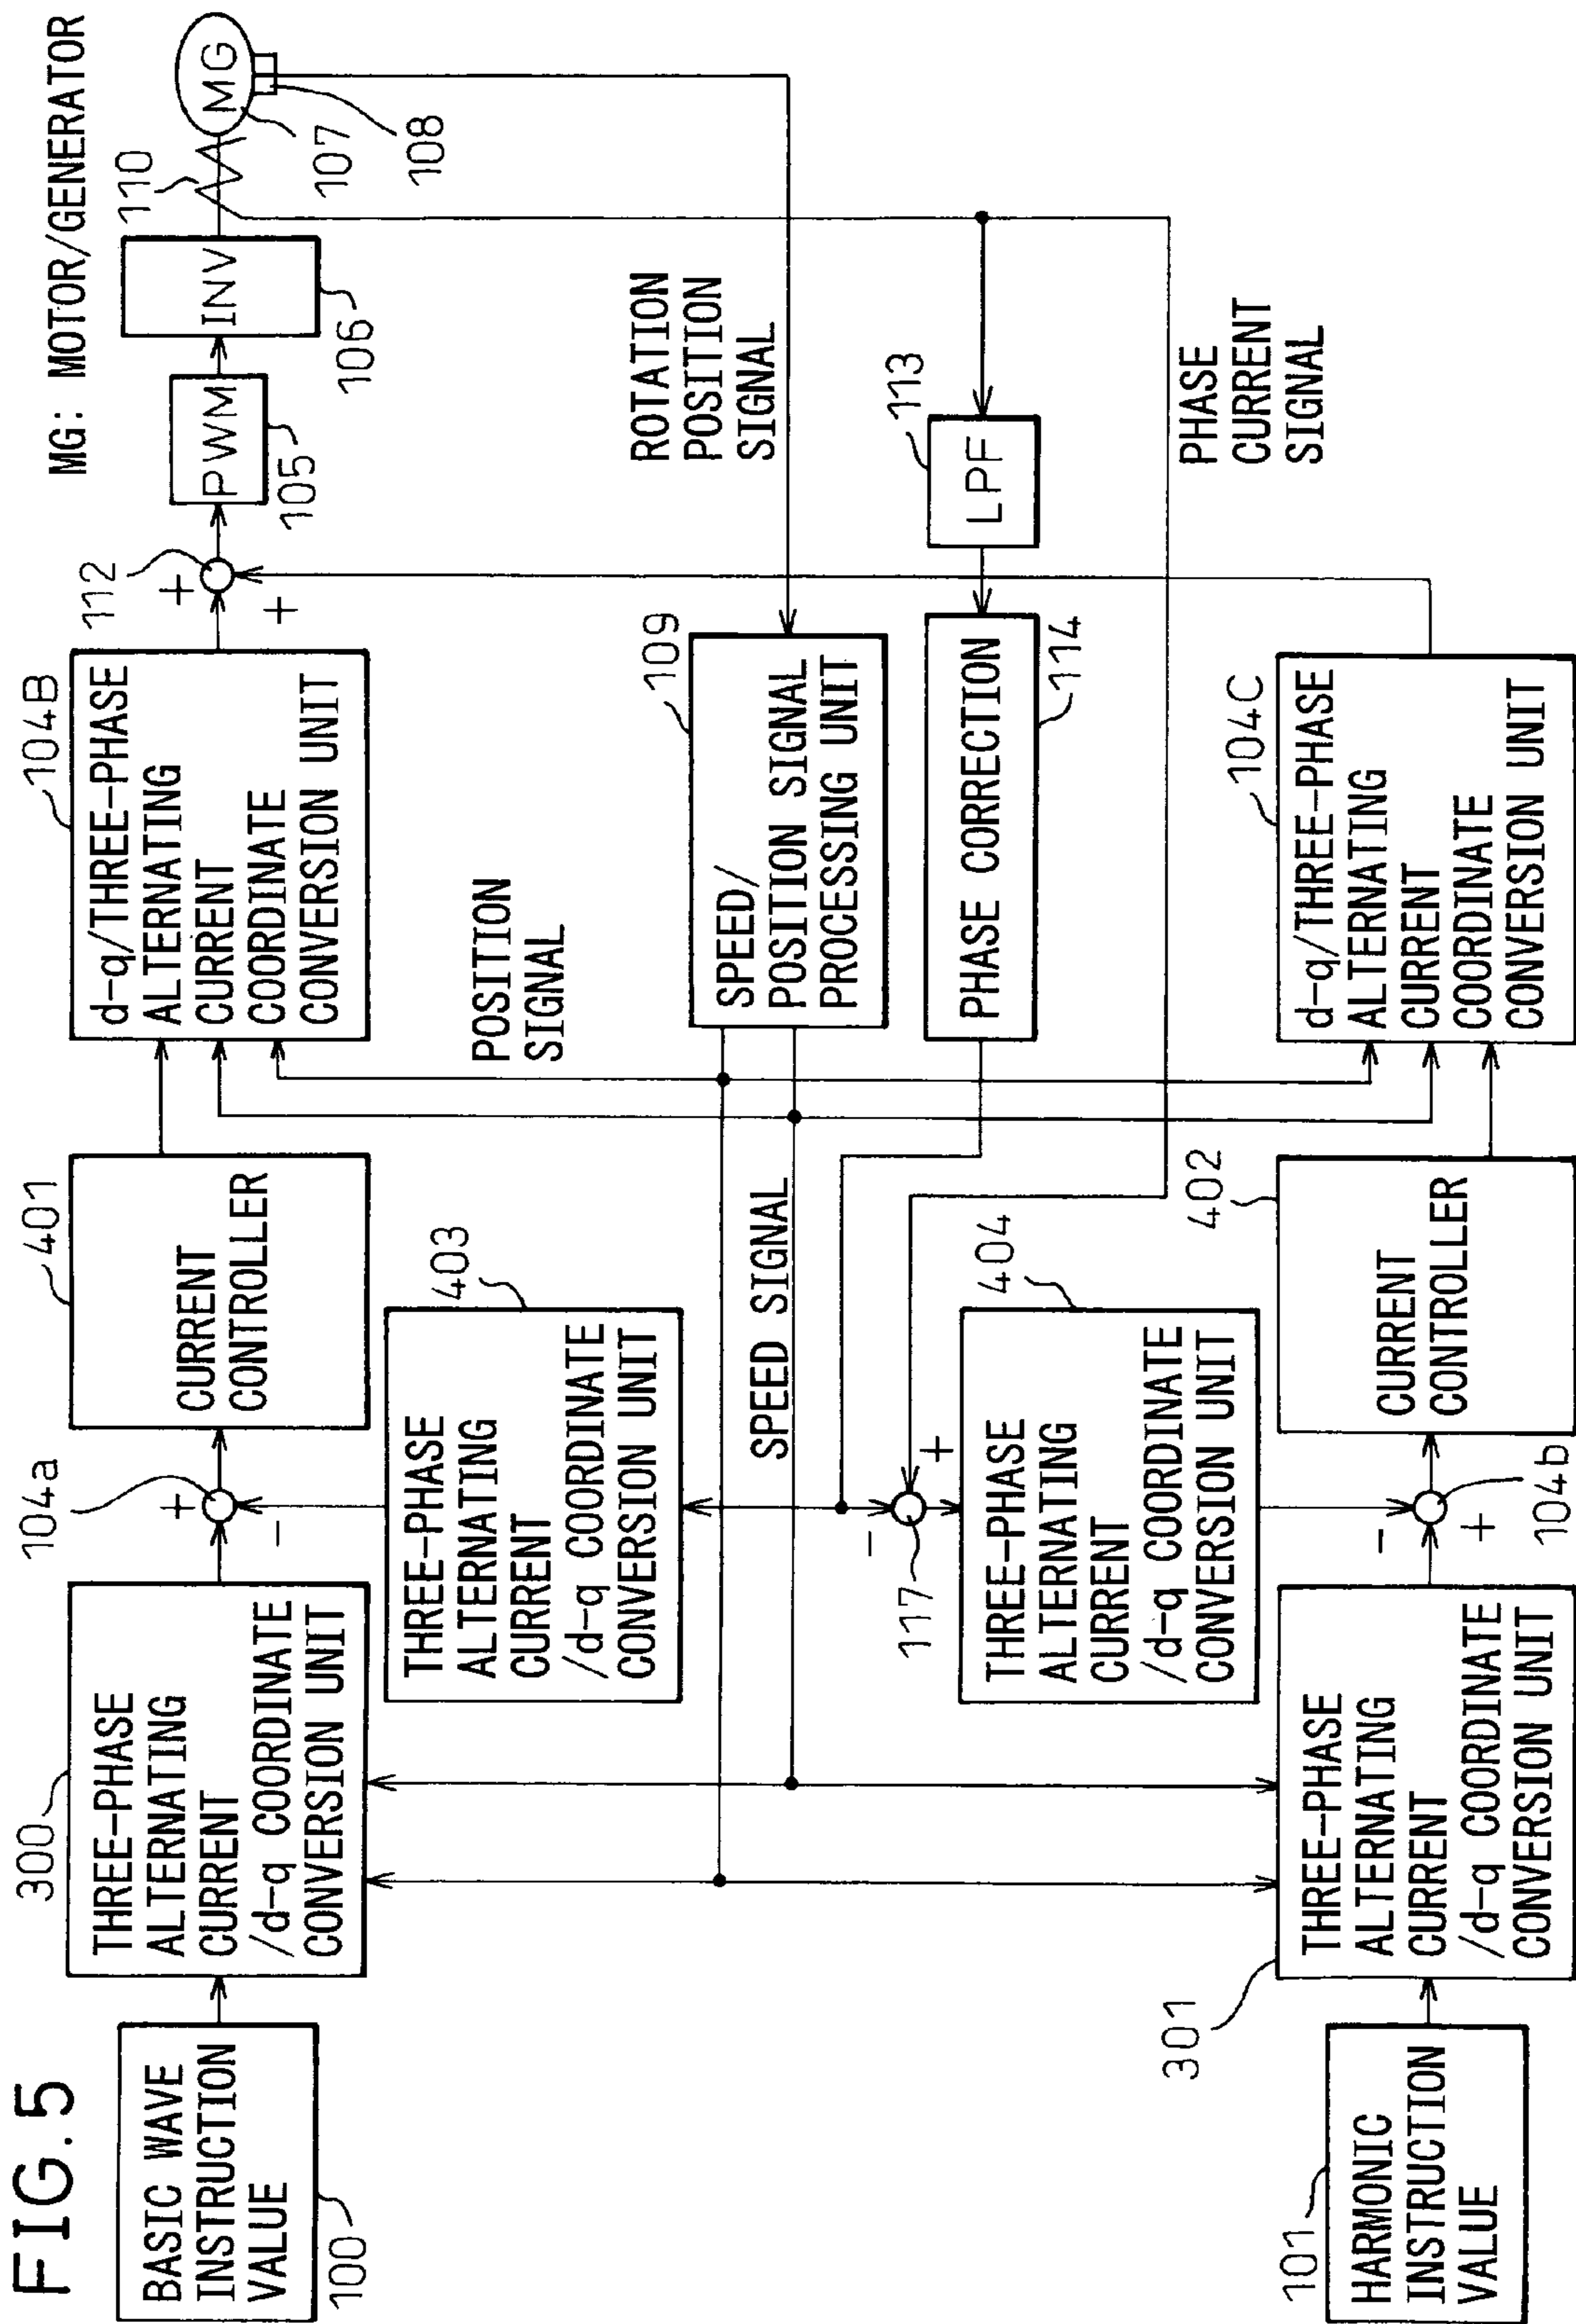 FIG. 5
MG: MOTOR/GENERATOR
BASIC WAVE
INSTRUCTION
VALUE
100
300
THREE-PHASE
ALTERNATING
CURRENT
/d-q COORDINATE
CONVERSION UNIT
104a
+
-
401
CURRENT
CONTROLLER
104B
d-q/THREE-PHASE
ALTERNATING
CURRENT
COORDINATE
CONVERSION UNIT
112
+
+
PWM
105
INV
106
110
MG
107
108
403
THREE-PHASE
ALTERNATING
CURRENT
/d-q COORDINATE
CONVERSION UNIT
POSITION
SIGNAL
SPEED SIGNAL
109
SPEED/
POSITION SIGNAL
PROCESSING UNIT
ROTATION
POSITION
SIGNAL
117
-
+
404
THREE-PHASE
ALTERNATING
CURRENT
/d-q COORDINATE
CONVERSION UNIT
PHASE CORRECTION
114
113
LPF
PHASE
CURRENT
SIGNAL
101
HARMONIC
INSTRUCTION
VALUE
301
THREE-PHASE
ALTERNATING
CURRENT
/d-q COORDINATE
CONVERSION UNIT
-
+
104b
402
CURRENT
CONTROLLER
104C
d-q/THREE-PHASE
ALTERNATING
CURRENT
COORDINATE
CONVERSION UNIT